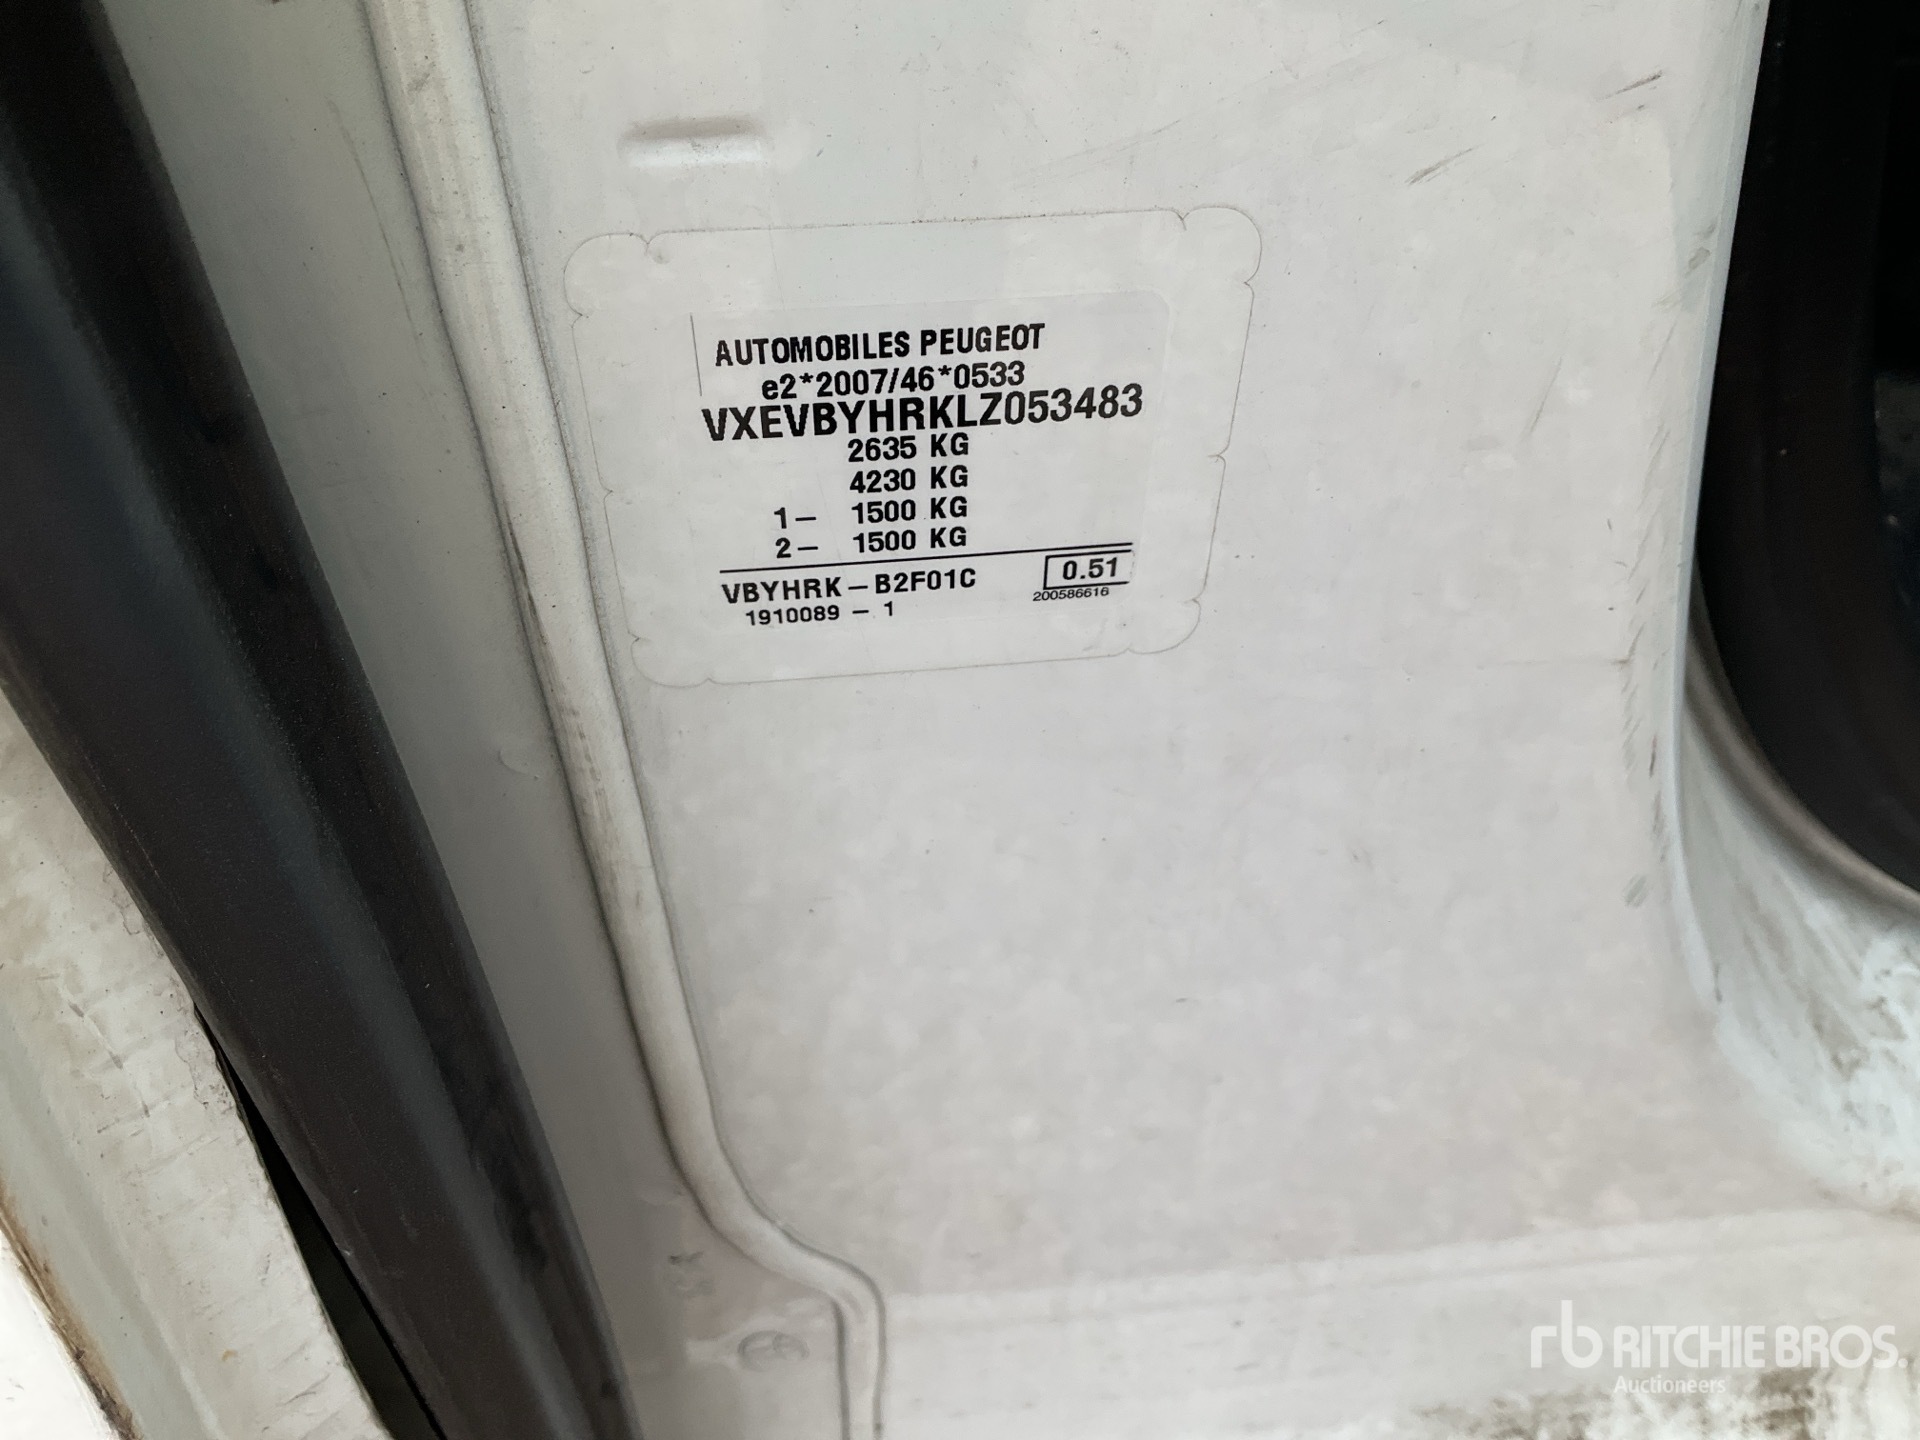 AUTOMOBILES PEUGEOT
e2*2007/46*0533
VXEVBYHRKLZ053483
2635 KG
4230 KG
1– 1500 KG
2– 1500 KG
VBYHRK – B2F01C 0.51
200586616
1910089 – 1
rb RITCHIE BROS.
Auctioneers